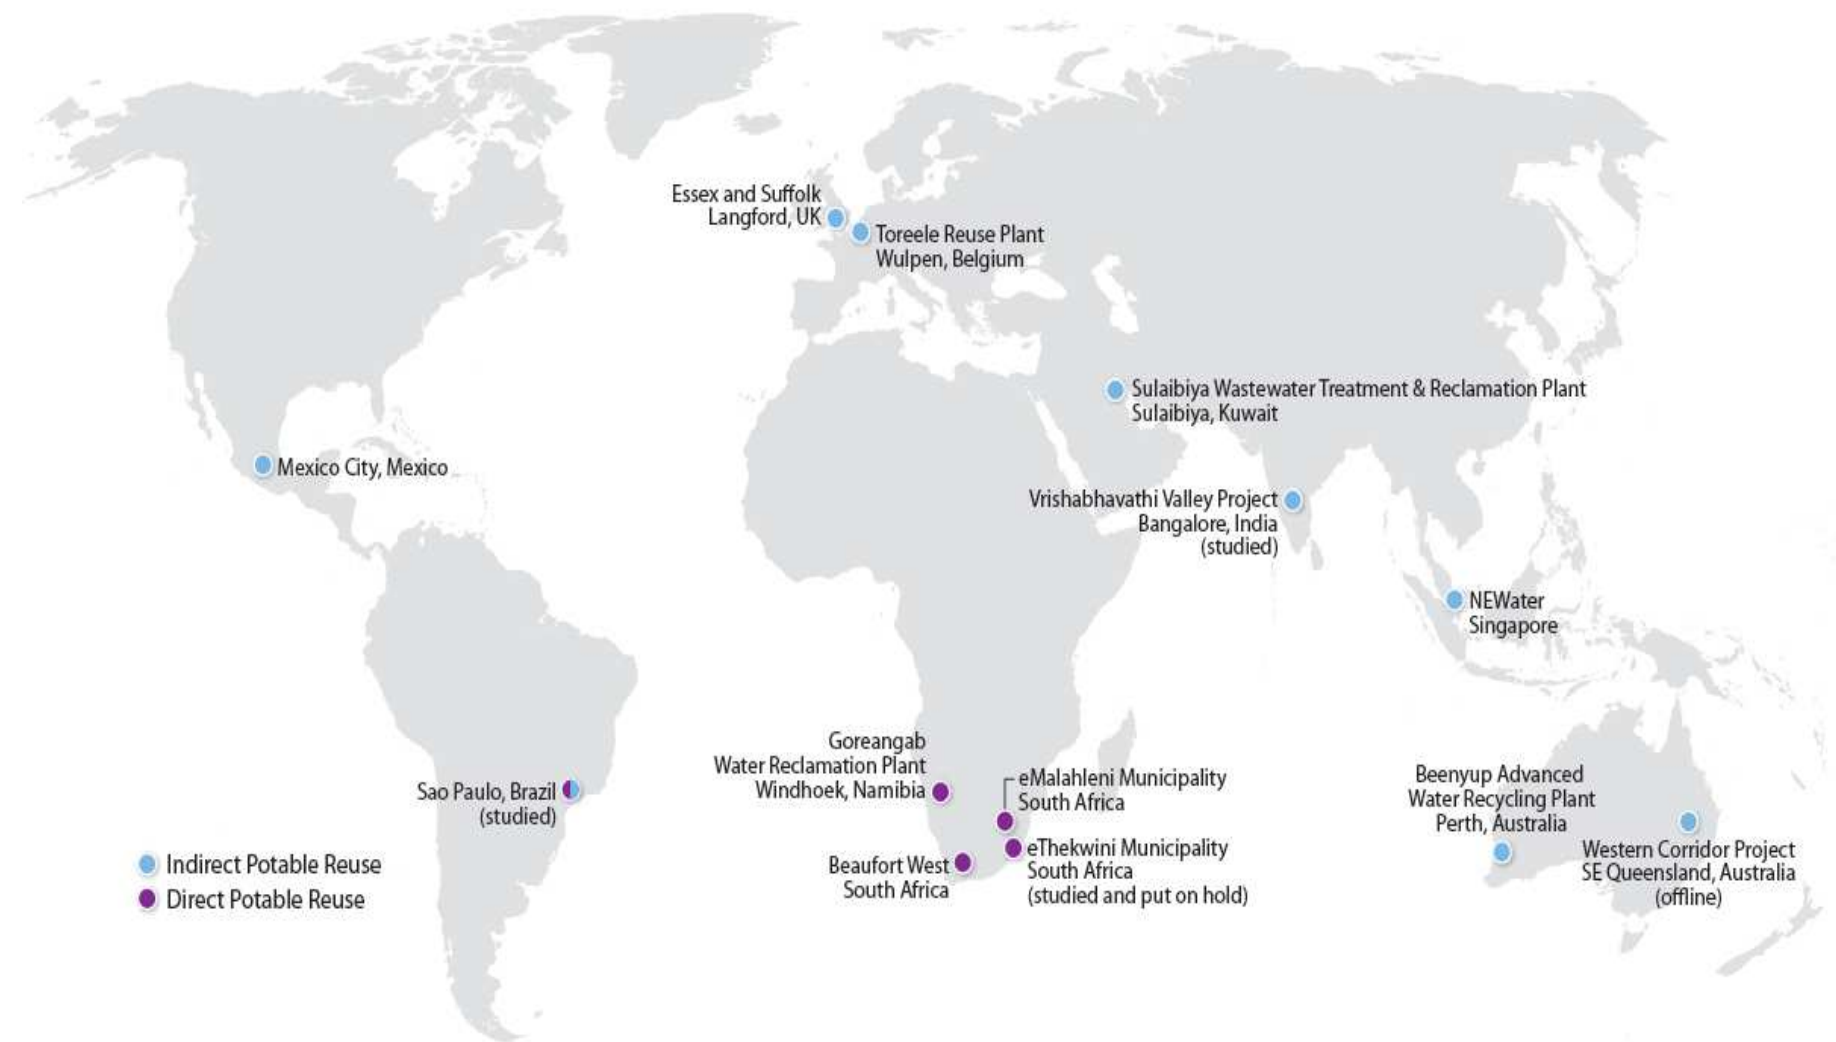 Essex and Suffolk
Langford, UK
Toreele Reuse Plant
Wulpen, Belgium
Sulaibiya Wastewater Treatment & Reclamation Plant
Sulaibiya, Kuwait
Mexico City, Mexico
Vrishabhavathi Valley Project
Bangalore, India
(studied)
NEWater
Singapore
Goreangab
Water Reclamation Plant
Windhoek, Namibia
eMalahleni Municipality
South Africa
Beenyup Advanced
Water Recycling Plant
Perth, Australia
Sao Paulo, Brazil
(studied)
eThekwini Municipality
South Africa
(studied and put on hold)
Beaufort West
South Africa
Western Corridor Project
SE Queensland, Australia
(offline)
Indirect Potable Reuse
Direct Potable Reuse